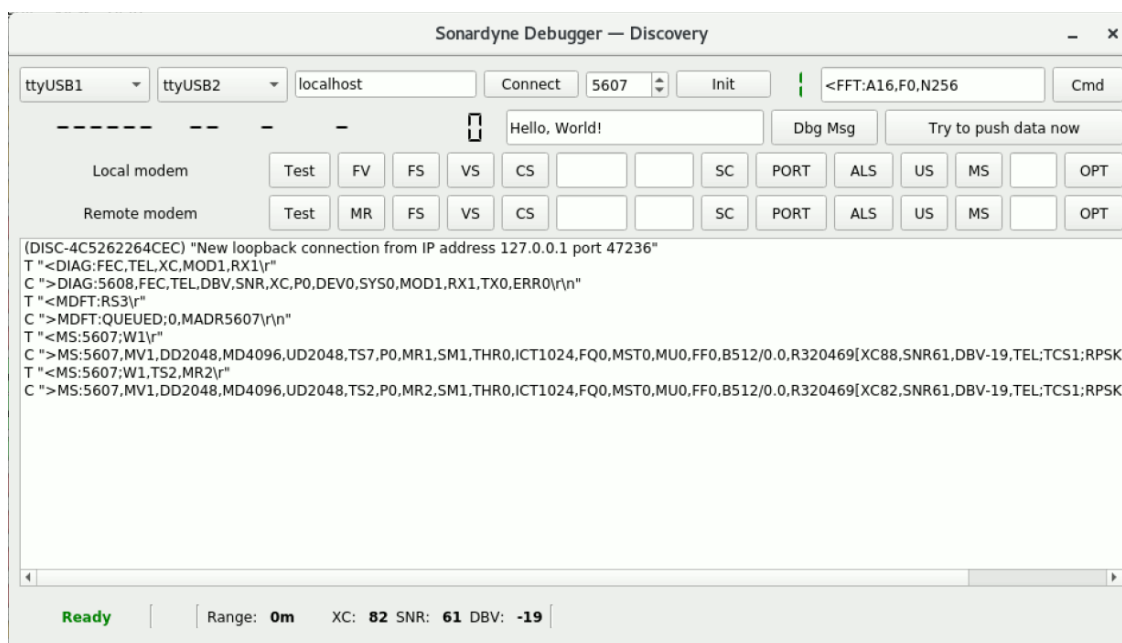 Sonardyne Debugger — Discovery
ttyUSB1 ttyUSB2 localhost Connect 5607 Init <FFT:A16,F0,N256 Cmd
------ -- - - 0 Hello, World! Dbg Msg Try to push data now
Local modem Test FV FS VS CS SC PORT ALS US MS OPT
Remote modem Test MR FS VS CS SC PORT ALS US MS OPT
(DISC-4C5262264CEC) "New loopback connection from IP address 127.0.0.1 port 47236"
T "<DIAG:FEC,TEL,XC,MOD1,RX1\r"
C ">DIAG:5608,FEC,TEL,DBV,SNR,XC,P0,DEV0,SYS0,MOD1,RX1,TX0,ERR0\r\n"
T "<MDFT:RS3\r"
C ">MDFT:QUEUED;0,MADR5607\r\n"
T "<MS:5607;W1\r"
C ">MS:5607,MV1,DD2048,MD4096,UD2048,TS7,P0,MR1,SM1,THR0,ICT1024,FQ0,MST0,MU0,FF0,B512/0.0,R320469[XC88,SNR61,DBV-19,TEL;TCS1;RPSK
T "<MS:5607;W1,TS2,MR2\r"
C ">MS:5607,MV1,DD2048,MD4096,UD2048,TS2,P0,MR2,SM1,THR0,ICT1024,FQ0,MST0,MU0,FF0,B512/0.0,R320469[XC82,SNR61,DBV-19,TEL;TCS1;RPSK
Ready Range: 0m XC: 82 SNR: 61 DBV: -19